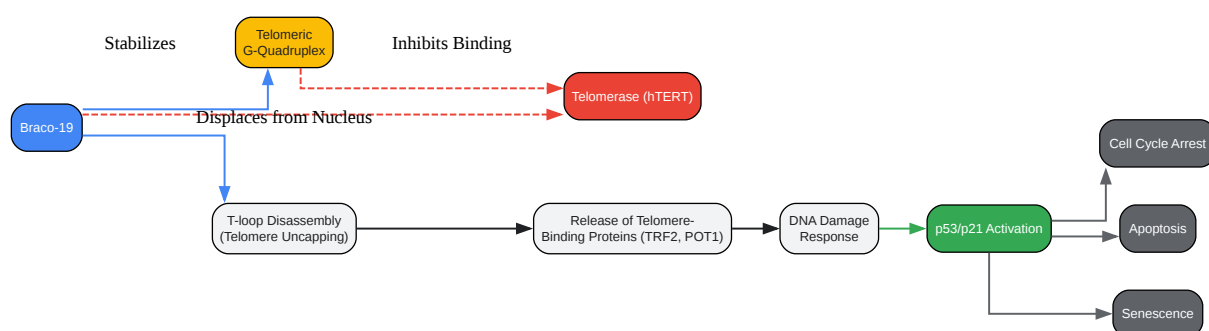 Stabilizes
Telomeric
G-Quadruplex
Inhibits Binding
Telomerase (hTERT)
Braco-19
Displaces from Nucleus
Cell Cycle Arrest
T-loop Disassembly
(Telomere Uncapping)
Release of Telomere-
Binding Proteins (TRF2, POT1)
DNA Damage
Response
p53/p21 Activation
Apoptosis
Senescence